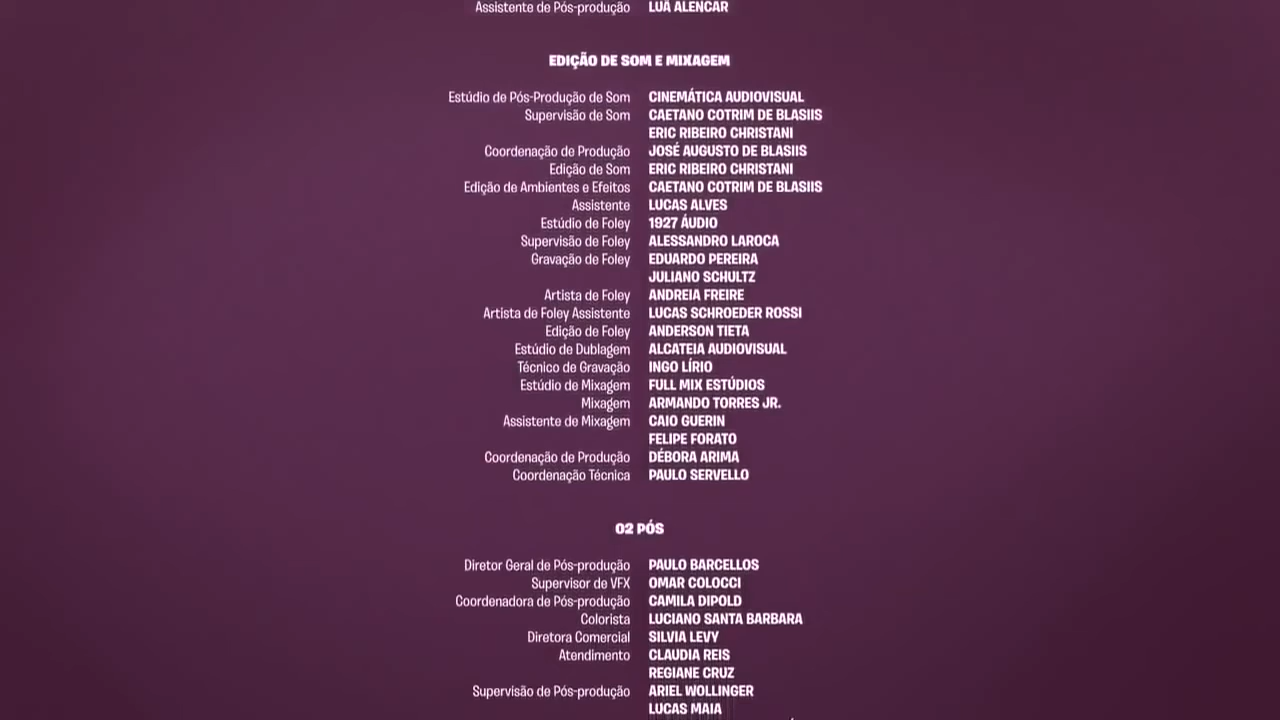 Assistente de Pós-produção LUÃ ALENCAR
EDIÇÃO DE SOM E MIXAGEM
Estúdio de Pós-Produção de Som CINEMÁTICA AUDIOVISUAL
Supervisão de Som CAETANO COTRIM DE BLASIIS
ERIC RIBEIRO CHRISTANI
Coordenação de Produção JOSÉ AUGUSTO DE BLASIIS
Edição de Som ERIC RIBEIRO CHRISTANI
Edição de Ambientes e Efeitos CAETANO COTRIM DE BLASIIS
Assistente LUCAS ALVES
Estúdio de Foley 1927 ÁUDIO
Supervisão de Foley ALESSANDRO LAROCA
Gravação de Foley EDUARDO PEREIRA
JULIANO SCHULTZ
Artista de Foley ANDREIA FREIRE
Artista de Foley Assistente LUCAS SCHROEDER ROSSI
Edição de Foley ANDERSON TIETA
Estúdio de Dublagem ALCATEIA AUDIOVISUAL
Técnico de Gravação INGO LÍRIO
Estúdio de Mixagem FULL MIX ESTÚDIOS
Mixagem ARMANDO TORRES JR.
Assistente de Mixagem CAIO GUERIN
FELIPE FORATO
Coordenação de Produção DÉBORA ARIMA
Coordenação Técnica PAULO SERVELLO
O2 PÓS
Diretor Geral de Pós-produção PAULO BARCELLOS
Supervisor de VFX OMAR COLOCCI
Coordenadora de Pós-produção CAMILA DIPOLD
Colorista LUCIANO SANTA BARBARA
Diretora Comercial SILVIA LEVY
Atendimento CLAUDIA REIS
REGIANE CRUZ
Supervisão de Pós-produção ARIEL WOLLINGER
LUCAS MAIA